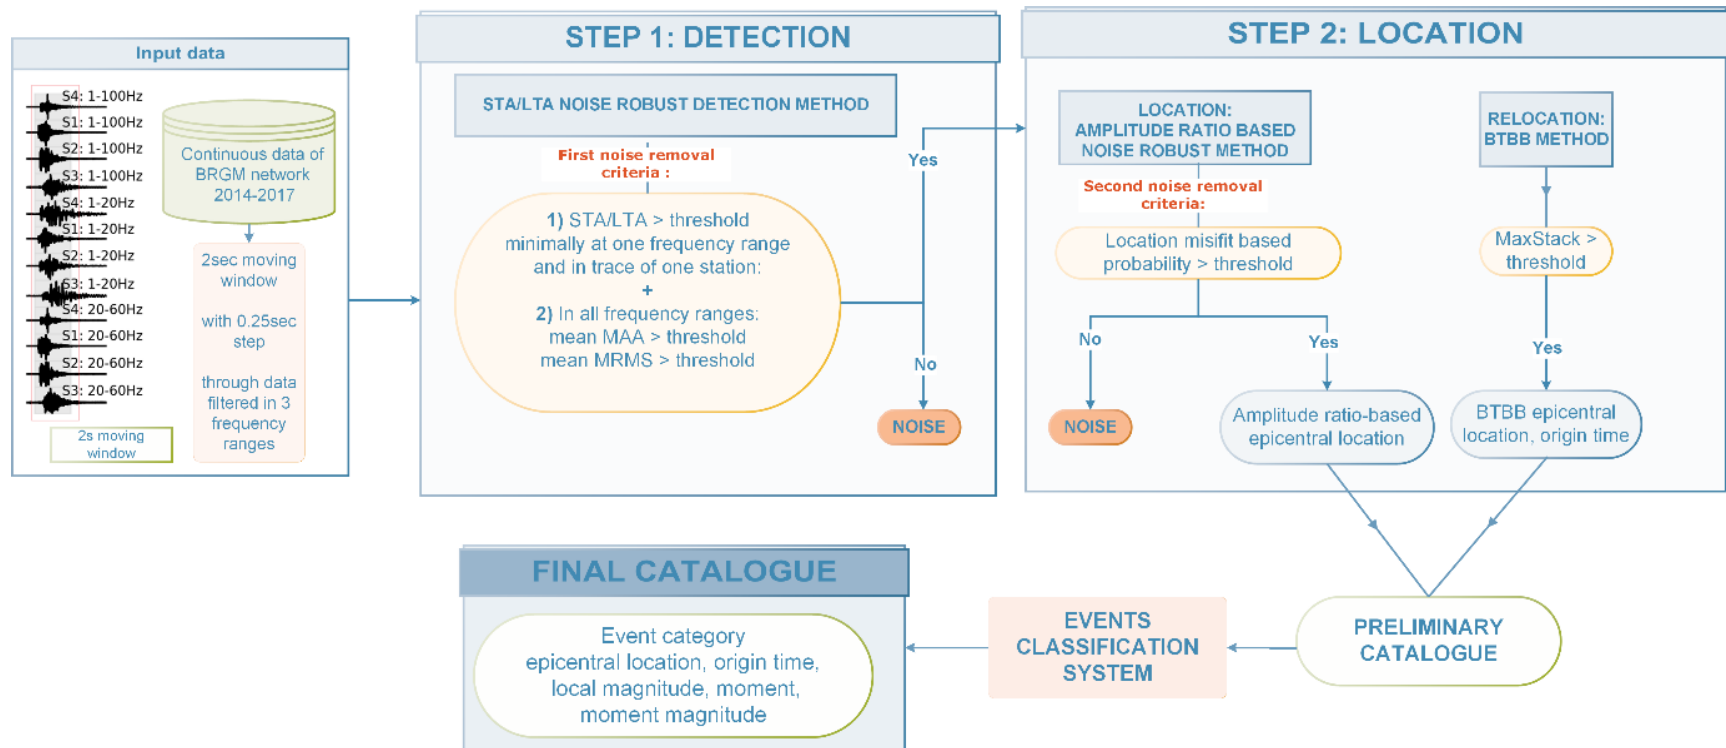 Input data
S4: 1-100Hz
S1: 1-100Hz
S2: 1-100Hz
S3: 1-100Hz
S4: 1-20Hz
S1: 1-20Hz
S2: 1-20Hz
S3: 1-20Hz
S4: 20-60Hz
S1: 20-60Hz
S2: 20-60Hz
S3: 20-60Hz
2s moving
window
Continuous data of
BRGM network
2014-2017
2sec moving
window
with 0.25sec
step
through data
filtered in 3
frequency
ranges
STEP 1: DETECTION
STA/LTA NOISE ROBUST DETECTION METHOD
First noise removal
criteria :
1) STA/LTA > threshold
minimally at one frequency range
and in trace of one station:
+
2) In all frequency ranges:
mean MAA > threshold
mean MRMS > threshold
Yes
No
NOISE
STEP 2: LOCATION
LOCATION:
AMPLITUDE RATIO BASED
NOISE ROBUST METHOD
Second noise removal
criteria:
Location misifit based
probability > threshold
No
Yes
NOISE
Amplitude ratio-based
epicentral location
RELOCATION:
BTBB METHOD
MaxStack >
threshold
Yes
BTBB epicentral
location, origin time
PRELIMINARY
CATALOGUE
EVENTS
CLASSIFICATION
SYSTEM
FINAL CATALOGUE
Event category
epicentral location, origin time,
local magnitude, moment,
moment magnitude